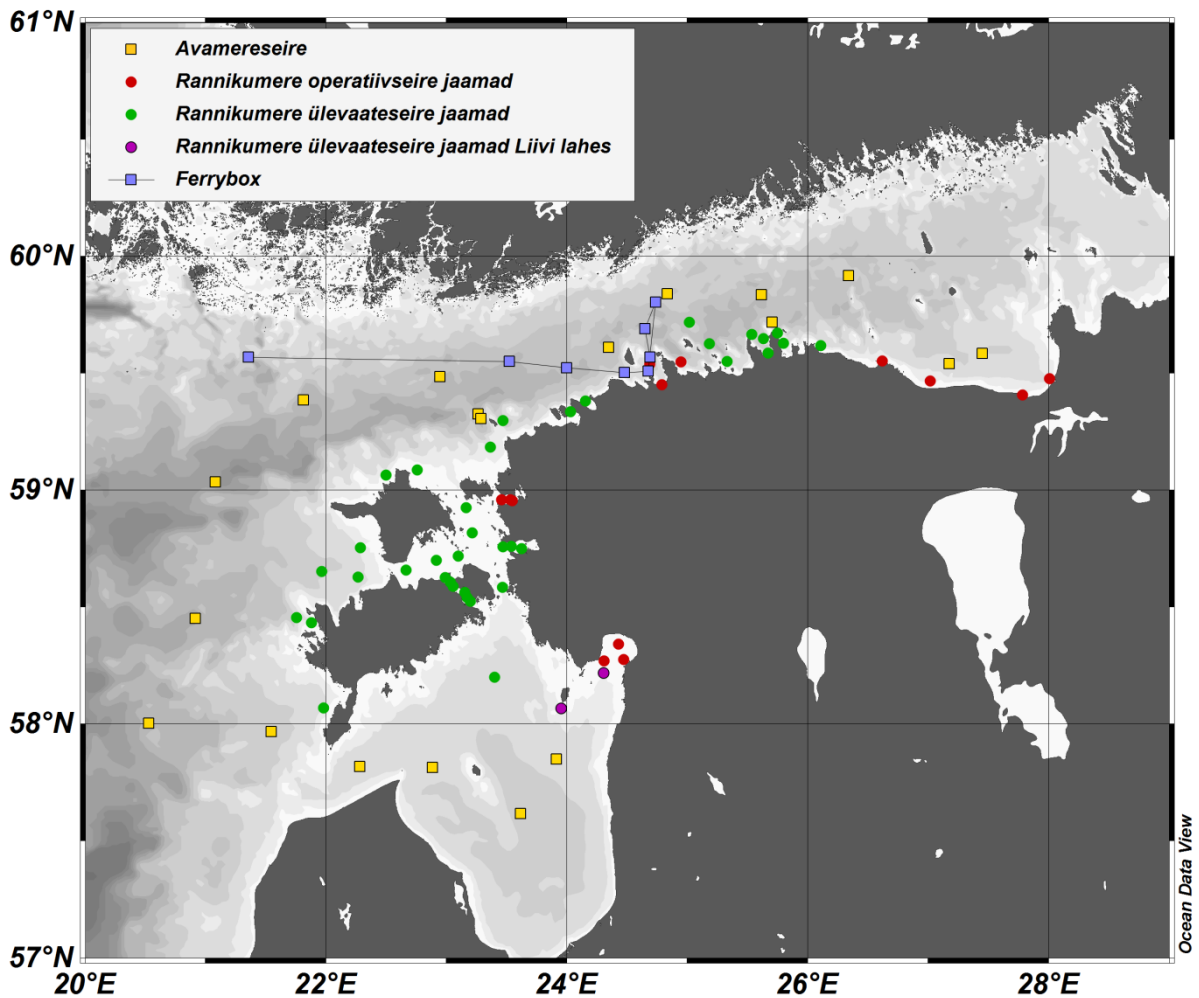 61°N
Avamereseire
Rannikumere operatiivseire jaamad
Rannikumere ülevaateseire jaamad
Rannikumere ülevaateseire jaamad Liivi lahes
Ferrybox
60°N
59°N
58°N
57°N
20°E 22°E 24°E 26°E 28°E
Ocean Data View